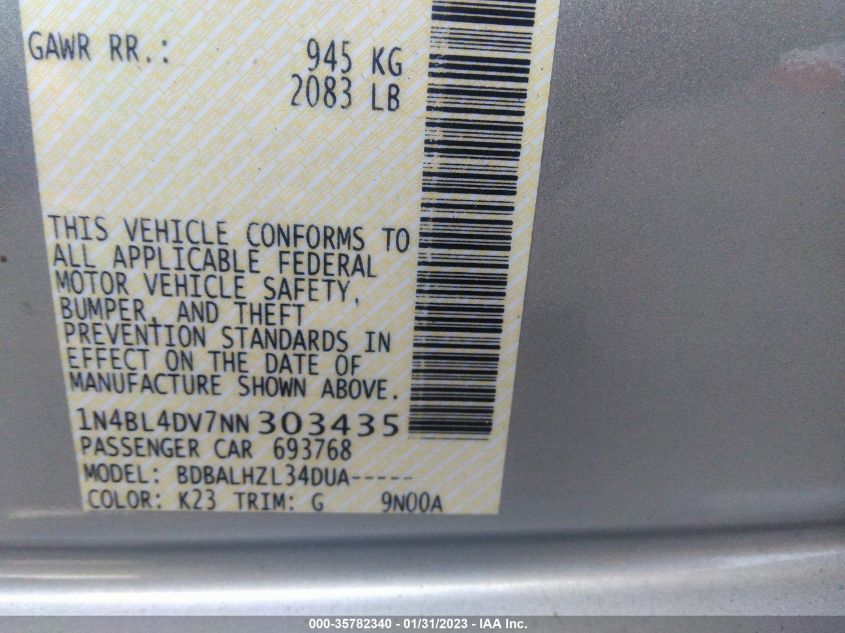 GAWR RR.: 945 KG
2083 LB
THIS VEHICLE CONFORMS TO
ALL APPLICABLE FEDERAL
MOTOR VEHICLE SAFETY,
BUMPER, AND THEFT
PREVENTION STANDARDS IN
EFFECT ON THE DATE OF
MANUFACTURE SHOWN ABOVE.
1N4BL4DV7NN303435
PASSENGER CAR 693768
MODEL: BDBALHZL34DUA-----
COLOR: K23 TRIM: G 9N00A
000-35782340 - 01/31/2023 - IAA Inc.